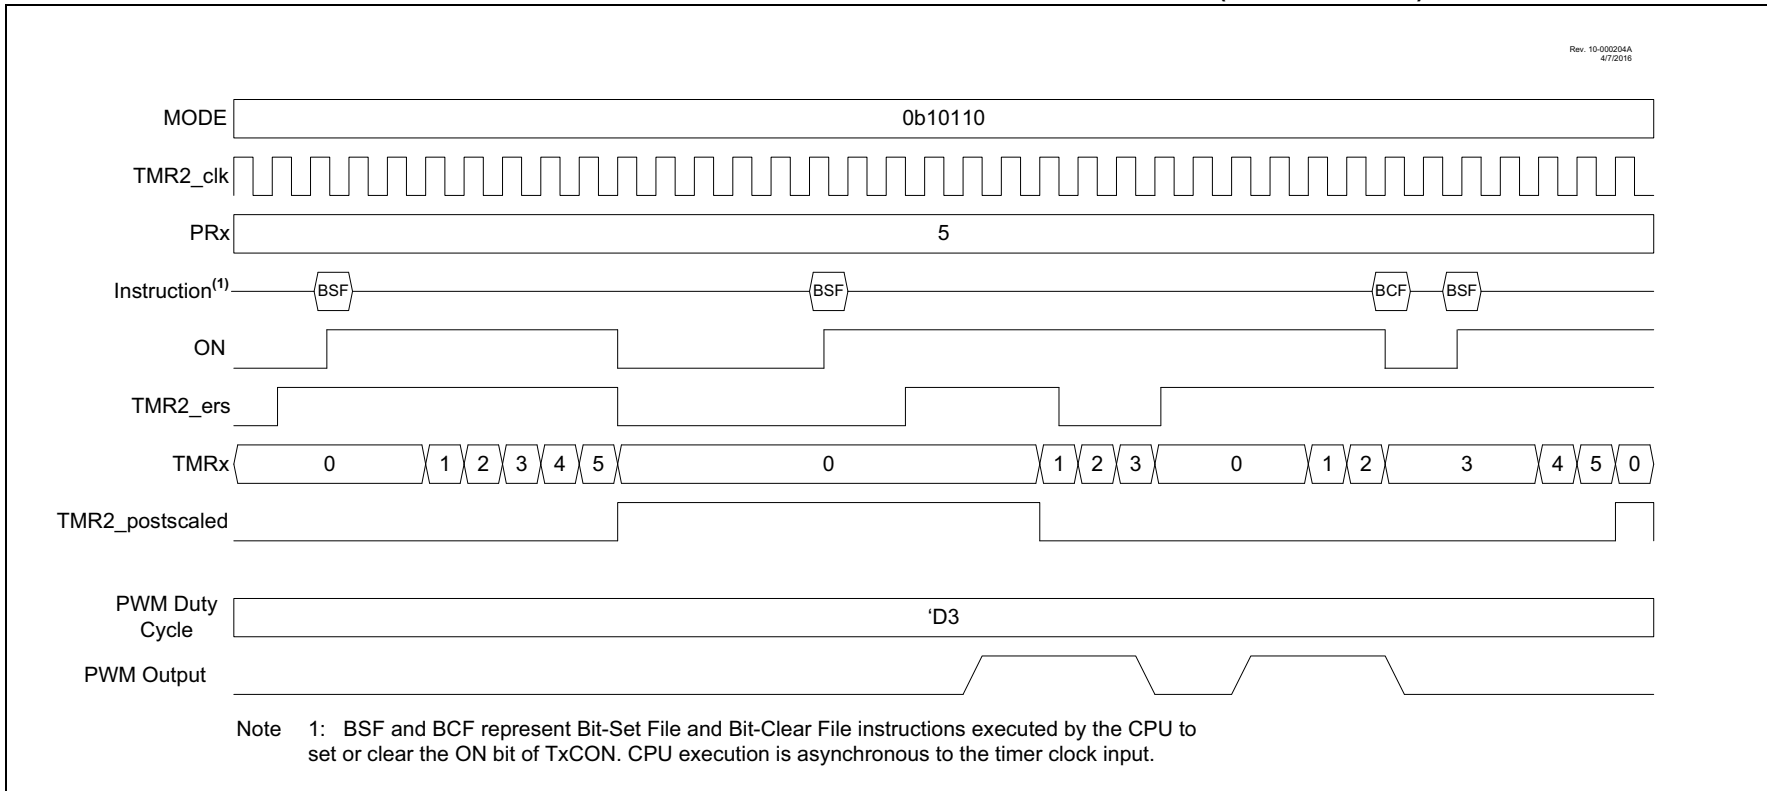 Rev. 10-000204A
4/7/2016
MODE 0b10110
TMR2_clk
PRx 5
Instruction(1) BSF BSF BCF BSF
ON
TMR2_ers
TMRx 0 1 2 3 4 5 0 1 2 3 0 1 2 3 4 5 0
TMR2_postscaled
PWM Duty
Cycle
‘D3
PWM Output
Note 1: BSF and BCF represent Bit-Set File and Bit-Clear File instructions executed by the CPU to
set or clear the ON bit of TxCON. CPU execution is asynchronous to the timer clock input.